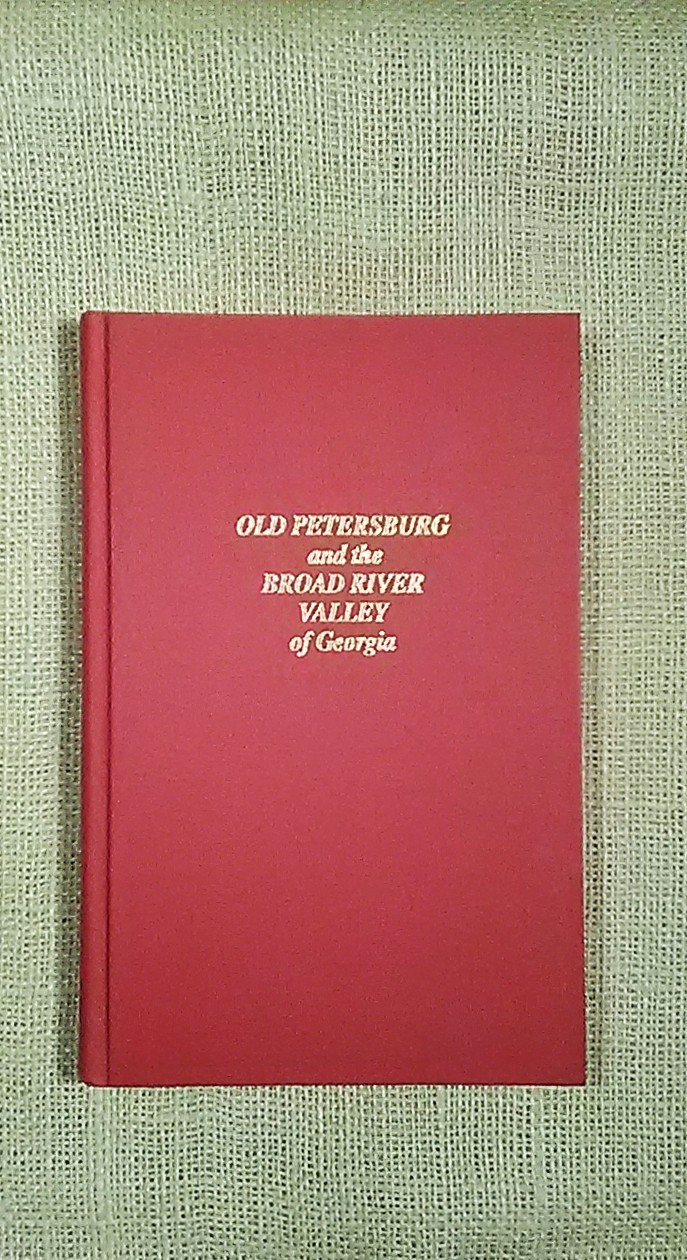 OLD PETERSBURG
and the
BROAD RIVER
VALLEY
of Georgia